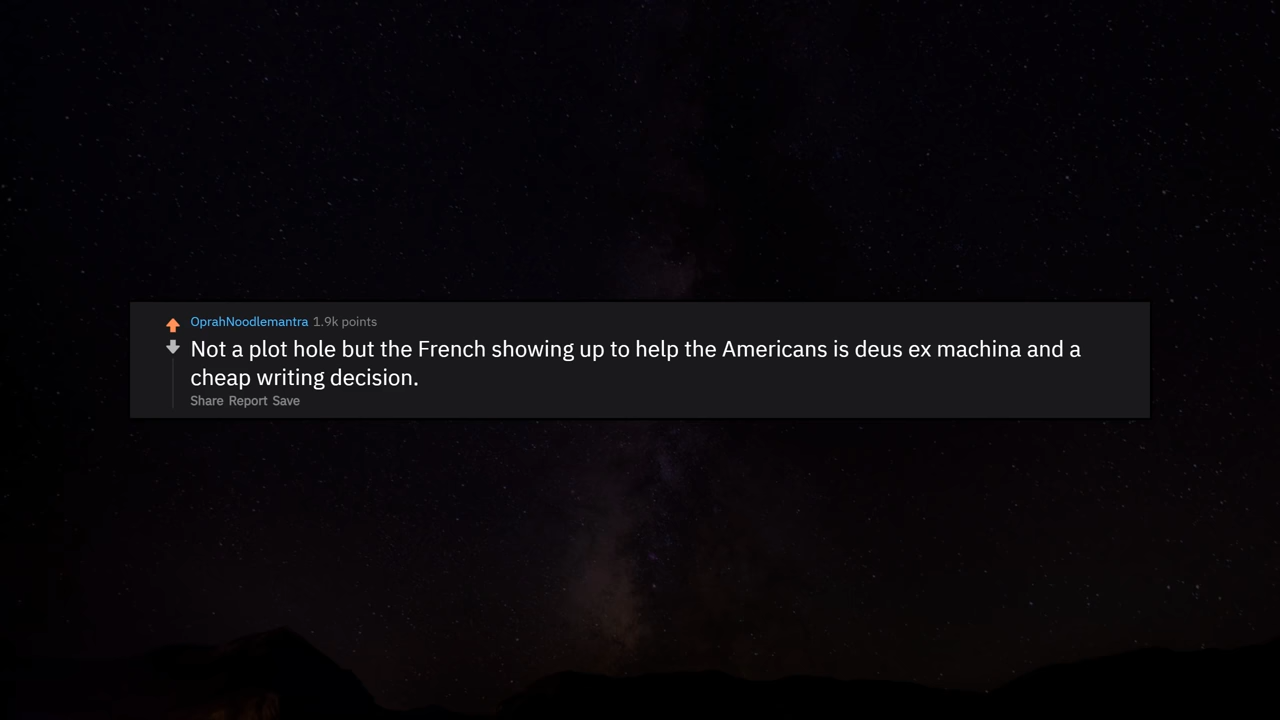 OprahNoodlemantra 1.9k points
Not a plot hole but the French showing up to help the Americans is deus ex machina and a
cheap writing decision.
Share Report Save